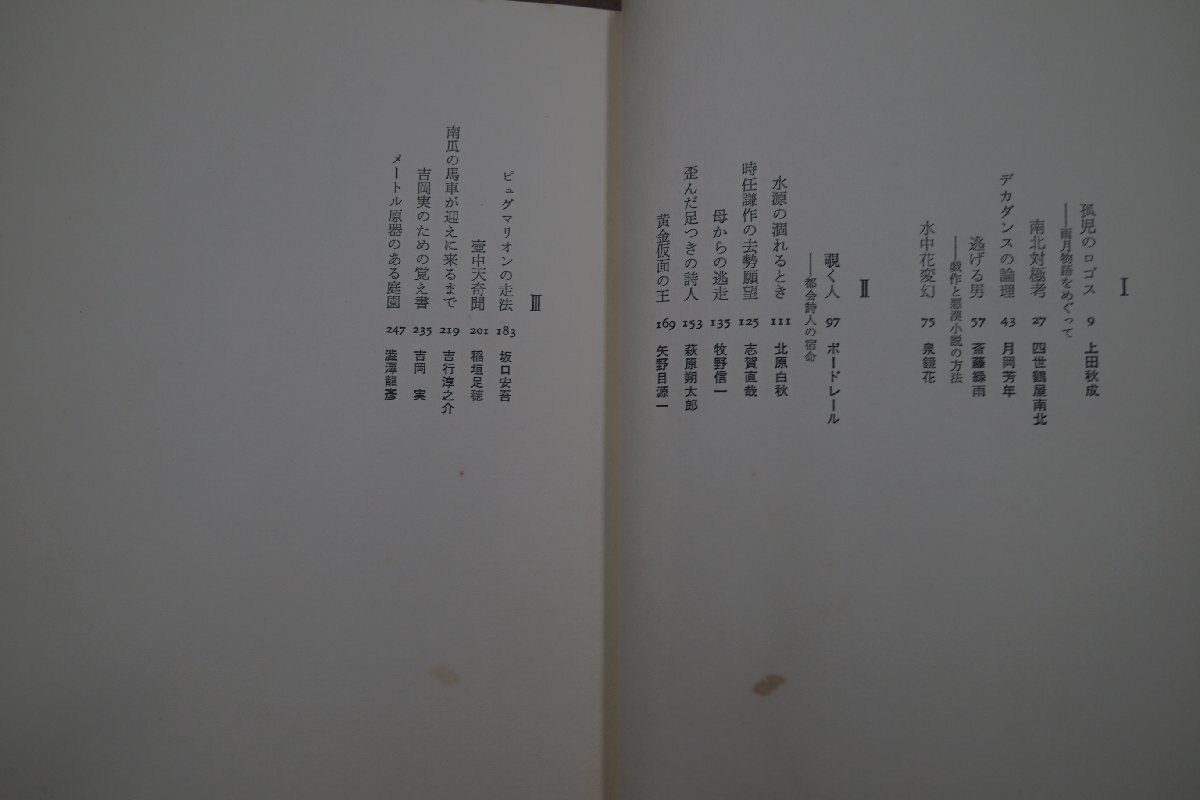 I
孤児のロゴス 9 上田秋成
——雨月物語をめぐって
南北対極考 27 四世鶴屋南北
デカダンスの論理 43 月岡芳年
逃げる男 57 斎藤緑雨
——戯作と悪漢小説の方法
水中花変幻 75 泉鏡花
II
覗く人 97 ボードレール
——都会詩人の宿命
水源の涸れるとき 111 北原白秋
時任謙作の去勢願望 125 志賀直哉
母からの逃走 135 牧野信一
歪んだ足つきの詩人 153 萩原朔太郎
黄金仮面の王 169 矢野目源一
III
ピュグマリオンの走法 183 坂口安吾
壺中天奇聞 201 稲垣足穂
南瓜の馬車が迎えに来るまで 219 吉行淳之介
吉岡実のための覚え書 235 吉岡実
メートル原器のある庭園 247 澁澤龍彥